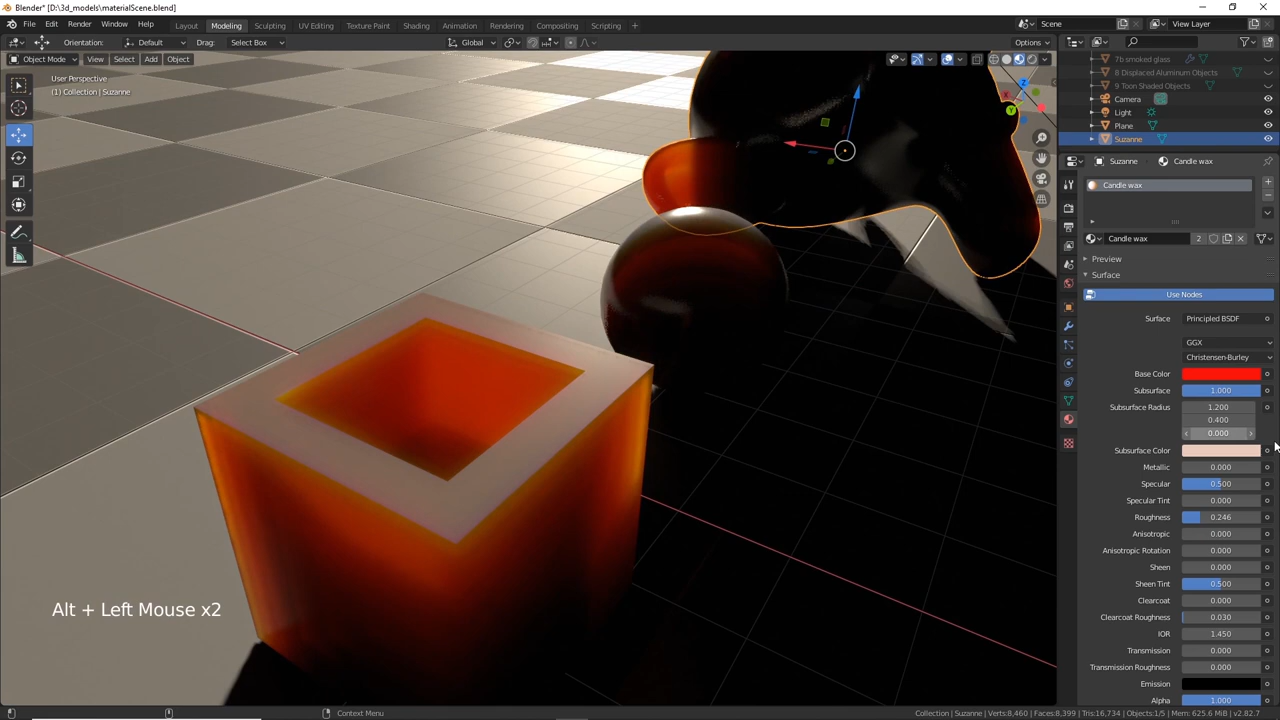 Blender* [D:\3d_models\materialScene.blend]
File Edit Render Window Help Layout Modeling Sculpting UV Editing Texture Paint Shading Animation Rendering Compositing Scripting Scene View Layer
Orientation: Default Drag: Select Box Global Options
Object Mode View Select Add Object
User Perspective
(1) Collection | Suzanne
7b smoked glass
8 Displaced Aluminum Objects
9 Toon Shaded Objects
Camera
Light
Plane
Suzanne
Suzanne Candle wax
Candle wax
Candle wax 2
Preview
Surface
Use Nodes
Surface Principled BSDF
GGX
Christensen-Burley
Base Color
Subsurface 1.000
Subsurface Radius 1.200
0.400
0.000
Subsurface Color
Metallic 0.000
Specular 0.500
Specular Tint 0.000
Roughness 0.246
Anisotropic 0.000
Anisotropic Rotation 0.000
Sheen 0.000
Sheen Tint 0.500
Clearcoat 0.000
Clearcoat Roughness 0.030
IOR 1.450
Transmission 0.000
Transmission Roughness 0.000
Emission
Alpha 1.000
Alt + Left Mouse x2
Context Menu
Collection | Suzanne | Verts:8,460 | Faces:8,399 | Tris:16,734 | Objects:1/5 | Mem: 625.6 MiB | v2.82.7